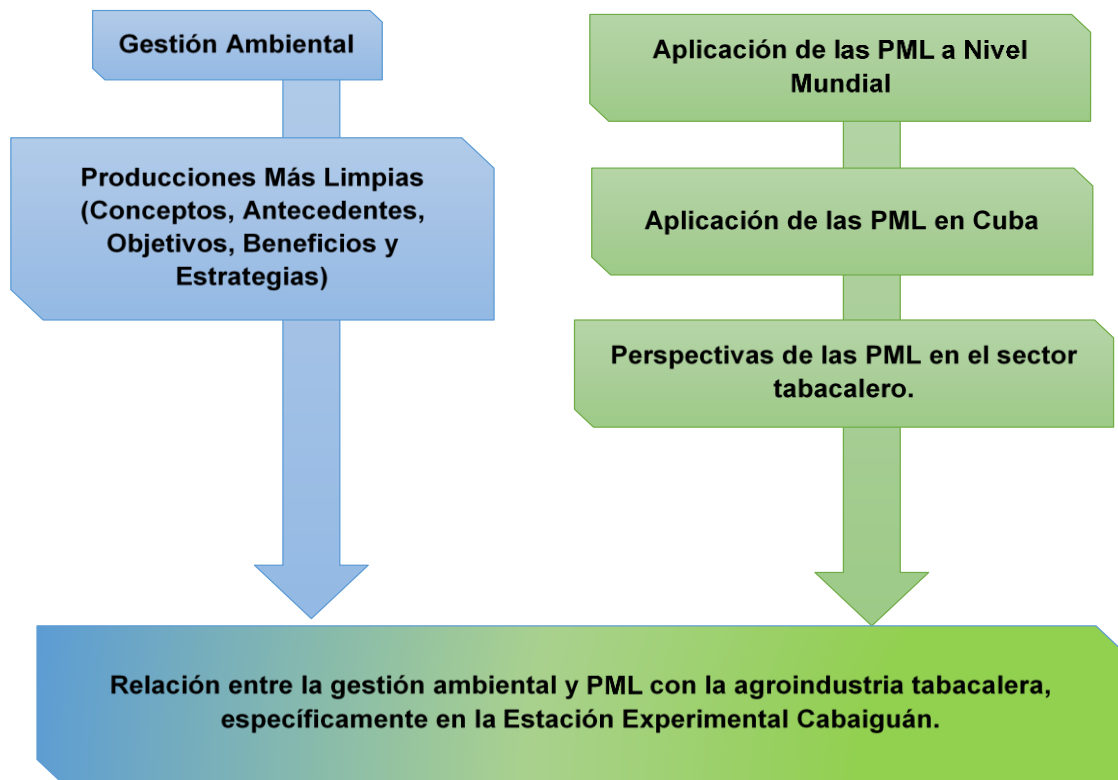 Gestión Ambiental
Producciones Más Limpias
(Conceptos, Antecedentes,
Objetivos, Beneficios y
Estrategias)
Aplicación de las PML a Nivel
Mundial
Aplicación de las PML en Cuba
Perspectivas de las PML en el sector
tabacalero.
Relación entre la gestión ambiental y PML con la agroindustria tabacalera,
específicamente en la Estación Experimental Cabaiguán.